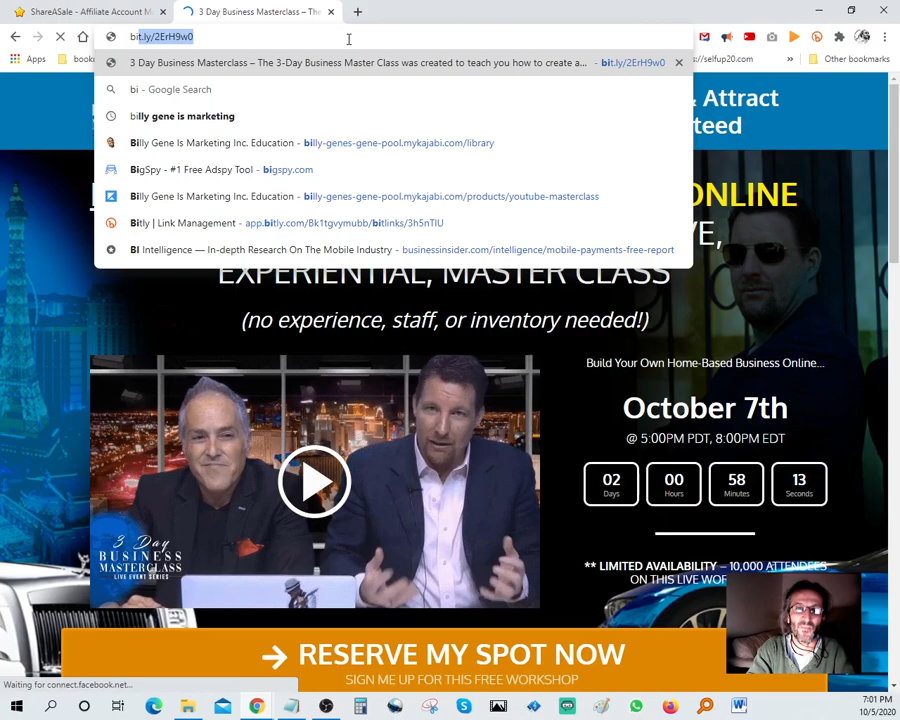 ShareASale - Affiliate Account M
3 Day Business Masterclass – The
bit.ly/2ErH9w0
3 Day Business Masterclass – The 3-Day Business Master Class was created to teach you how to create a... - bit.ly/2ErH9w0
bi - Google Search
billy gene is marketing
Billy Gene Is Marketing Inc. Education - billy-genes-gene-pool.mykajabi.com/library
BigSpy - #1 Free Adspy Tool - bigspy.com
Billy Gene Is Marketing Inc. Education - billy-genes-gene-pool.mykajabi.com/products/youtube-masterclass
Bitly | Link Management - app.bitly.com/Bk1tgvymubb/bitlinks/3h5nTIU
BI Intelligence — In-depth Research On The Mobile Industry - businessinsider.com/intelligence/mobile-payments-free-report
Apps
book
://selfup20.com
»
Other bookmarks
& Attract
teed
ONLINE
VE,
EXPERIENTIAL, MASTER CLASS
(no experience, staff, or inventory needed!)
Build Your Own Home-Based Business Online...
October 7th
@ 5:00PM PDT, 8:00PM EDT
02 00 58 13
Days Hours Minutes Seconds
3 Day
BUSINESS
MASTERCLASS
LIVE EVENT SERIES
** LIMITED AVAILABILITY – 10,000 ATTENDEES
ON THIS LIVE WOR
→ RESERVE MY SPOT NOW
SIGN ME UP FOR THIS FREE WORKSHOP
Waiting for connect.facebook.net...
7:01 PM
10/5/2020